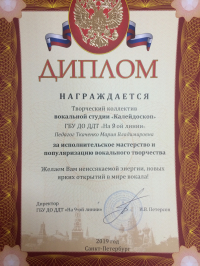 ДИПЛОМ
НАГРАЖДАЕТСЯ
Творческий коллектив
вокальной студии «Калейдоскоп»
ГБУ ДО ДДТ «На 9-ой линии»
Педагог Ткаченко Мария Владимировна
за исполнительское мастерство и
популяризацию вокального творчества
Желаем Вам неиссякаемой энергии, новых
ярких открытий в мире вокала!
Директор
ГБУ ДО ДДТ «На 9-ой линии»
2019 год
Санкт-Петербург